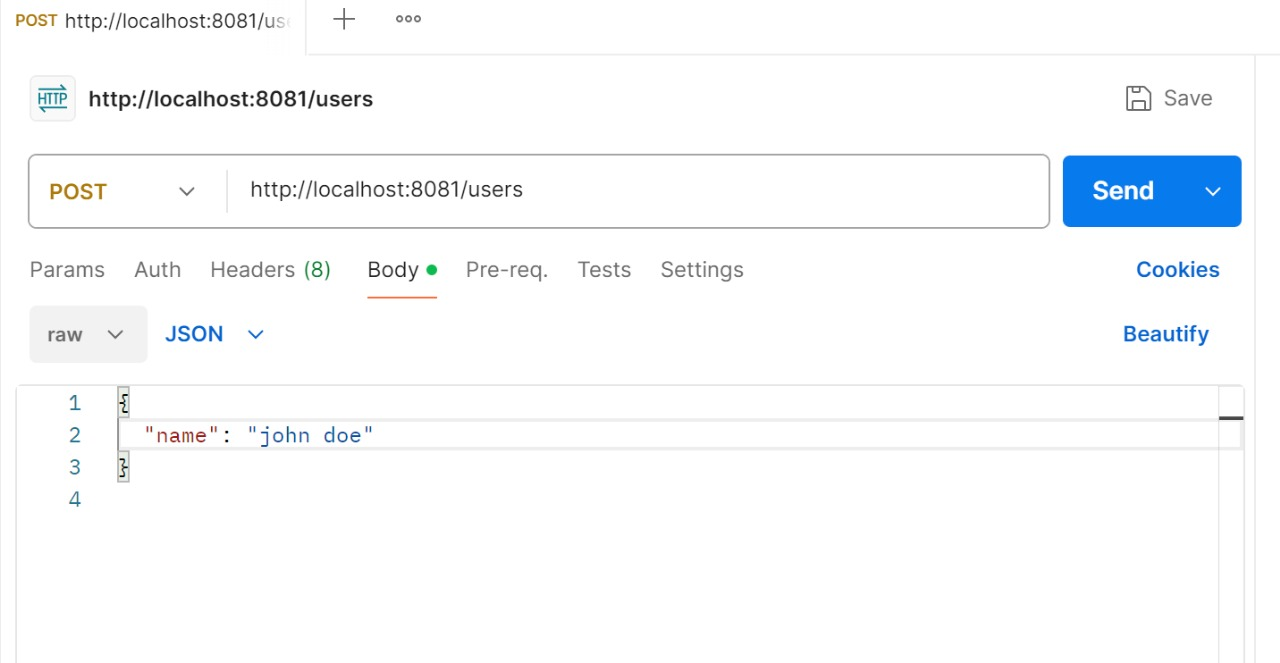 POST http://localhost:8081/use
HTTP http://localhost:8081/users Save
POST http://localhost:8081/users Send
Params Auth Headers (8) Body Pre-req. Tests Settings Cookies
raw JSON Beautify
1 {
2 "name": "john doe"
3 }
4